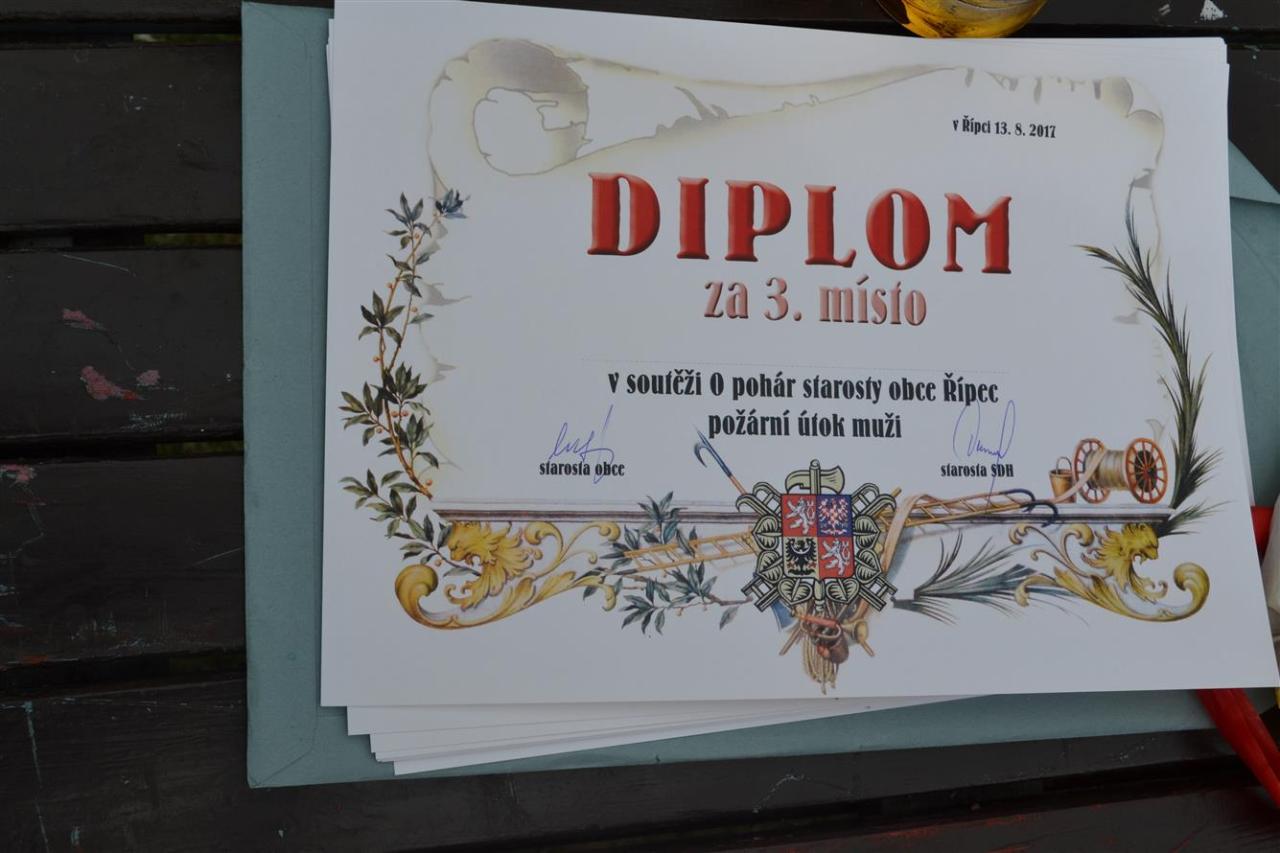 v Řípci 13. 8. 2017
DIPLOM
za 3. místo
v soutěži O pohár starosty obce Řípec
požární útok muži
starosta obce
starosta SDH